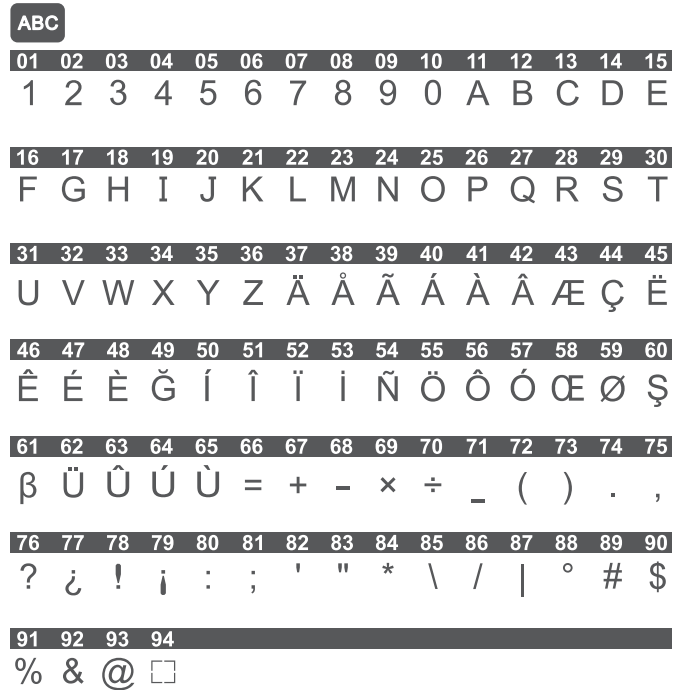 ABC
01 02 03 04 05 06 07 08 09 10 11 12 13 14 15
1 2 3 4 5 6 7 8 9 0 A B C D E
16 17 18 19 20 21 22 23 24 25 26 27 28 29 30
F G H I J K L M N O P Q R S T
31 32 33 34 35 36 37 38 39 40 41 42 43 44 45
U V W X Y Z Ä Å Ã Á À Â Æ Ç Ë
46 47 48 49 50 51 52 53 54 55 56 57 58 59 60
Ê É È Ğ Í Î Ï İ Ñ Ö Ô Ó Œ Ø Ş
61 62 63 64 65 66 67 68 69 70 71 72 73 74 75
β Ü Û Ú Ù = + - × ÷ _ ( ) . ,
76 77 78 79 80 81 82 83 84 85 86 87 88 89 90
? ¿ ! ¡ : ; ' " * \ / | ° # $
91 92 93 94
% & @